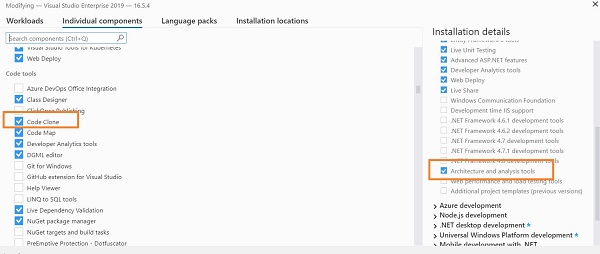 Modifying — Visual Studio Enterprise 2019 — 16.5.4
Workloads
Individual components
Language packs
Installation locations
Search components (Ctrl+Q)
Visual Studio Tools for Kubernetes
Web Deploy
Code tools
Azure DevOps Office Integration
Class Designer
ClickOnce Publishing
Code Clone
Code Map
Developer Analytics tools
DGML editor
Git for Windows
GitHub extension for Visual Studio
Help Viewer
LINQ to SQL tools
Live Dependency Validation
NuGet package manager
NuGet targets and build tasks
PreEmptive Protection - Dotfuscator
Installation details
Entity Framework 6 tools
Live Unit Testing
Advanced ASP.NET features
Developer Analytics tools
Web Deploy
Live Share
Windows Communication Foundation
Development time IIS support
.NET Framework 4.6.1 development tools
.NET Framework 4.6.2 development tools
.NET Framework 4.7 development tools
.NET Framework 4.7.1 development tools
.NET Framework 4.8 development tools
Architecture and analysis tools
Web performance and load testing tools
Additional project templates (previous versions)
Azure development
Node.js development
.NET desktop development
Universal Windows Platform development
Mobile development with .NET